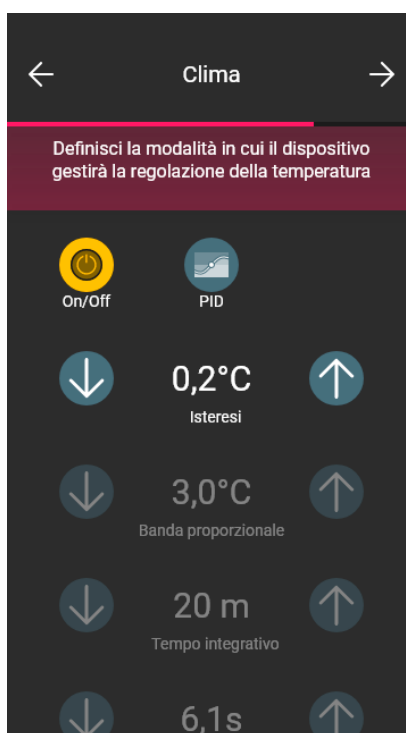 Clima
Definisci la modalità in cui il dispositivo
gestirà la regolazione della temperatura
On/Off
PID
0,2°C
Isteresi
3,0°C
Banda proporzionale
20 m
Tempo integrativo
6,1s